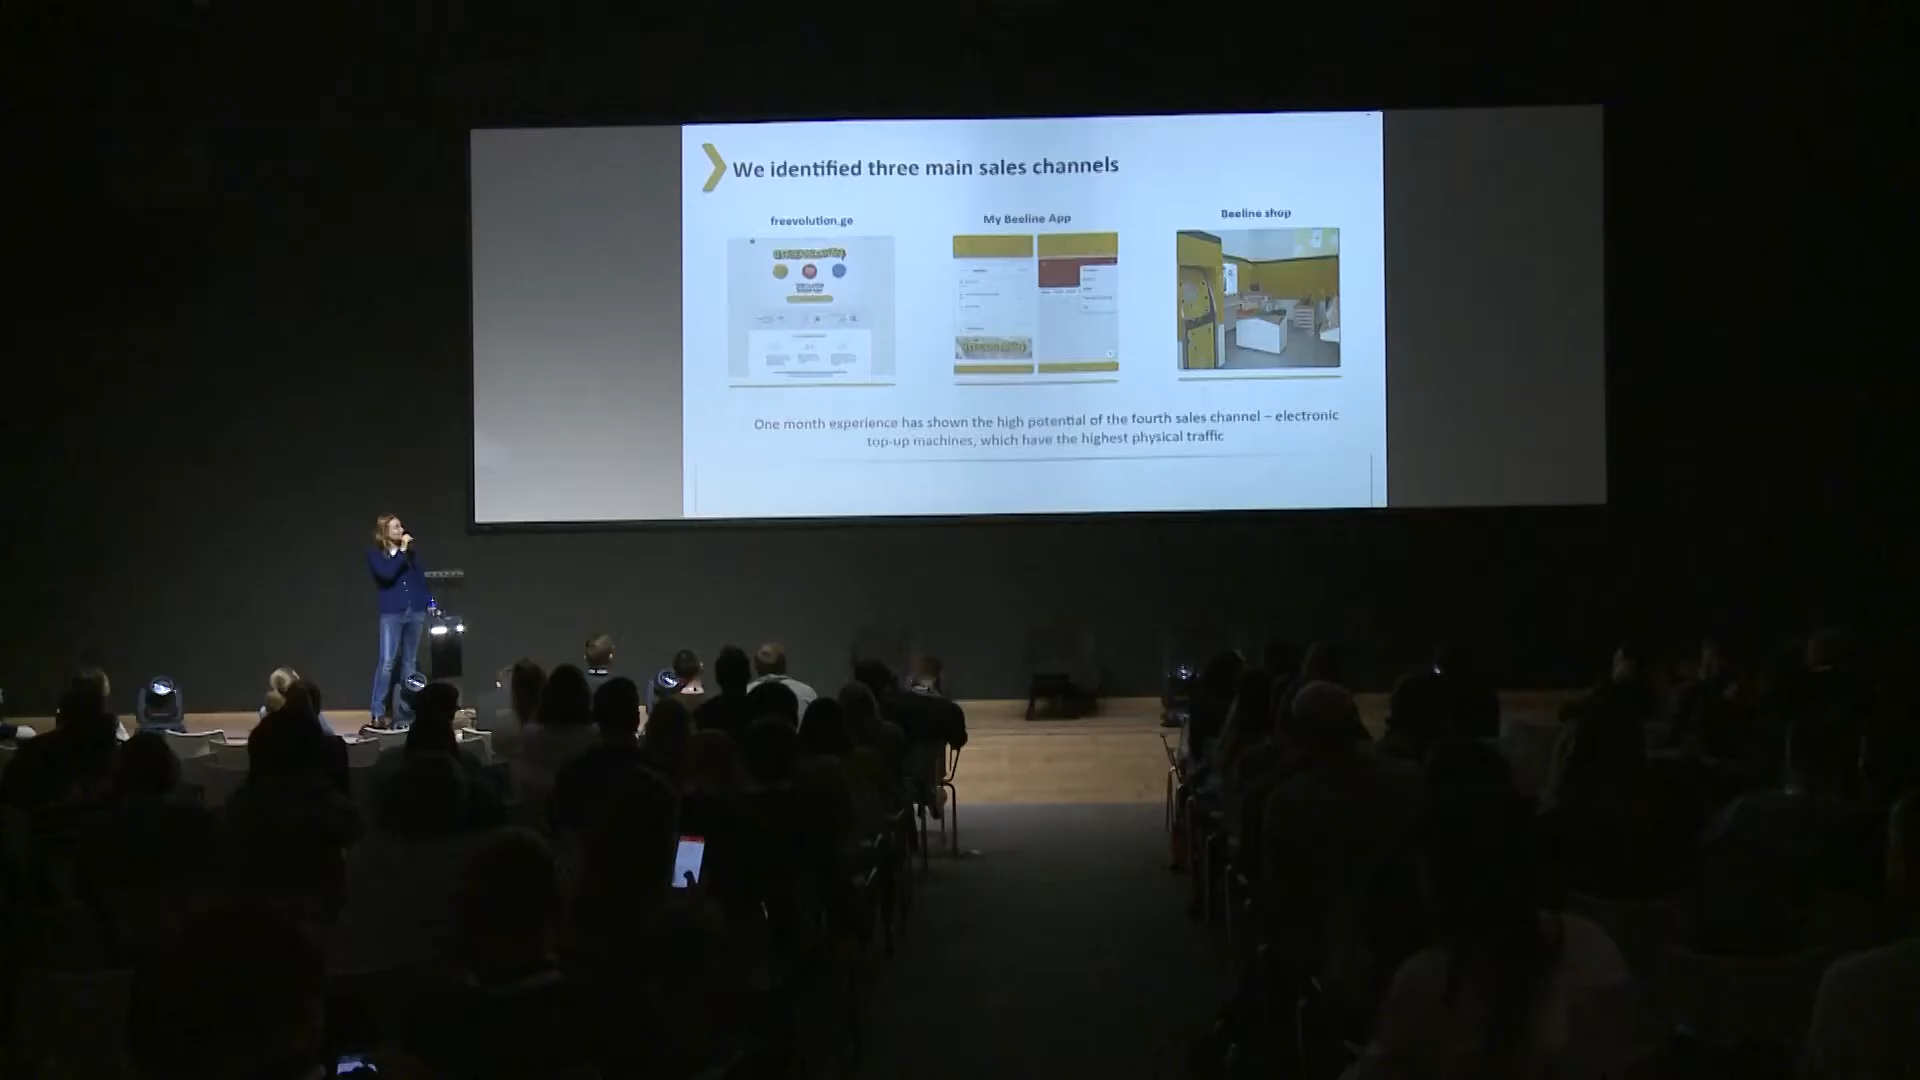 We identified three main sales channels
freevolution.ge
My Beeline App
Beeline shop
One month experience has shown the high potential of the fourth sales channel – electronic
top-up machines, which have the highest physical traffic